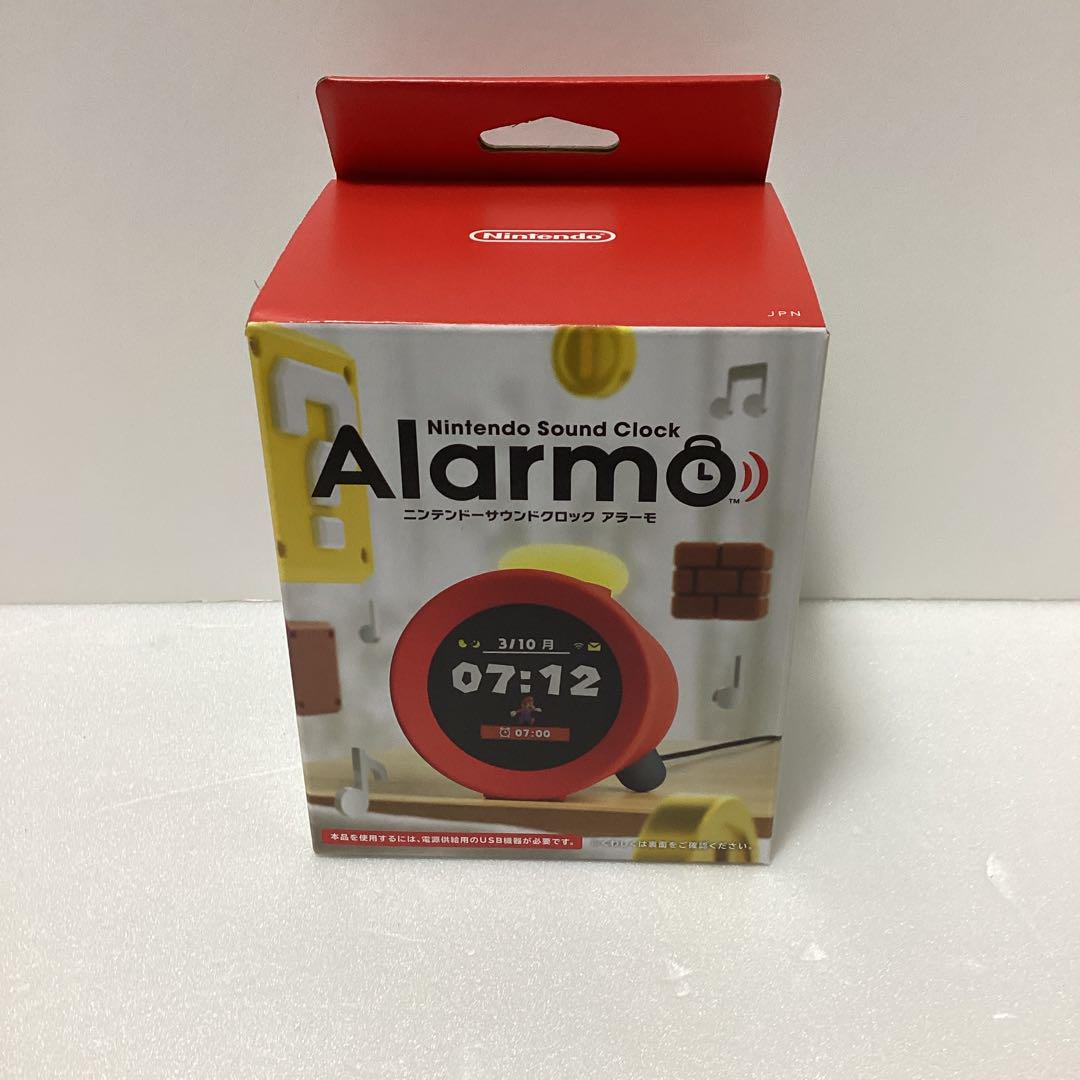 Nintendo
JPN
Nintendo Sound Clock
Alarmo
TM
ニンテンドーサウンドクロック アラーモ
3/10 月
07:12
07:00
本品を使用するには、電源供給用のUSB機器が必要です。
くわしくは裏面をご確認ください。